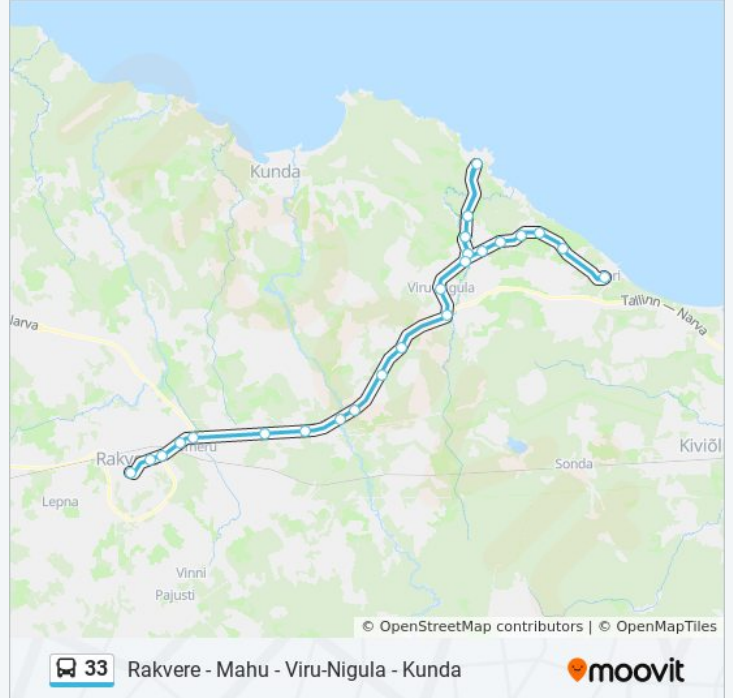 Kunda
Viru-Nigula
Tallinn — Narva
Narva
Rakvere
Kiviõl
Sonda
Lepna
Vinni
Pajusti
© OpenStreetMap contributors | © OpenMapTiles
33 Rakvere - Mahu - Viru-Nigula - Kunda
moovit